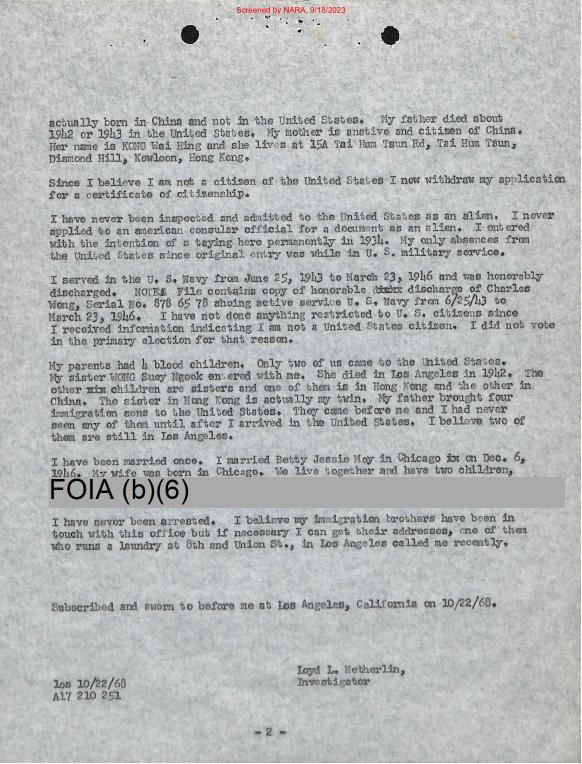 Screened by NARA, 9/18/2023
actually born in China and not in the United States. My father died about
1942 or 1943 in the United States. My mother is anative and citizen of China.
Her name is KONG Wai Hing and she lives at 15A Tai Hum Tsun Rd, Tai Hum Tsun,
Diamond Hill, Kowloon, Hong Kong.
Since I believe I am not a citizen of the United States I now withdraw my application
for a certificate of citizenship.
I have never been inspected and admitted to the United States as an alien. I never
applied to an american consular official for a document as an alien. I entered
with the intention of s taying here permanently in 1934. My only absences from
the United States since original entry was while in U. S. military service.
I served in the U. S. Navy from June 25, 1943 to March 23, 1946 and was honorably
discharged. NOTE: File contains copy of honorable discharge of Charles
Wong, Serial No. 878 65 78 shoing active service U. S. Navy from 6/25/43 to
March 23, 1946. I have not done anything restricted to U. S. citizens since
I received information indicating I am not a United States citizen. I did not vote
in the primary election for that reason.
My parents had 4 blood children. Only two of us came to the United States.
My sister WONG Suey Ngook entered with me. She died in Los Angeles in 1942. The
other children are sisters and one of them is in Hong Kong and the other in
China. The sister in Hong Kong is actually my twin. My father brought four
immigration sons to the United States. They came before me and I had never
seen any of them until after I arrived in the United States. I believe two of
them are still in Los Angeles.
I have been married once. I married Betty Jessie Moy in Chicago on Dec. 6,
1946. My wife was born in Chicago. We live together and have two children,
FOIA (b)(6)
I have never been arrested. I believe my immigration brothers have been in
touch with this office but if necessary I can get their addresses, one of them
who runs a laundry at 8th and Union St., in Los Angeles called me recently.
Subscribed and sworn to before me at Los Angeles, California on 10/22/68.
Loyd L. Netherlin,
Investigator
los 10/22/68
A17 210 251
- 2 -